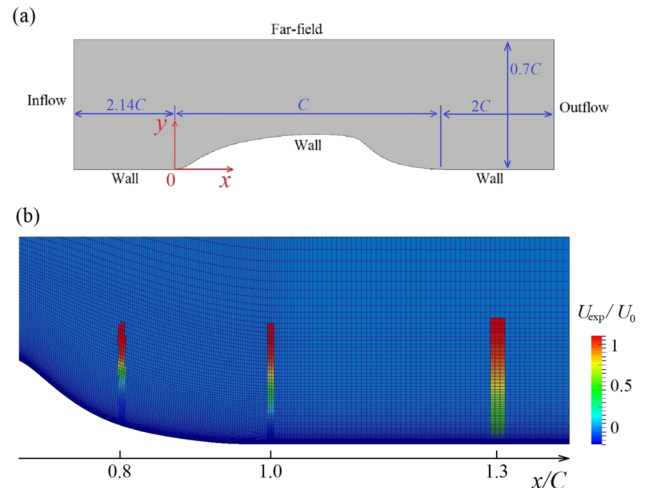 (a)
Far-field
Inflow
2.14C
C
2C
0.7C
Outflow
y
Wall
Wall
0
x
Wall
(b)
U_exp / U_0
1
0.5
0
0.8
1.0
1.3
x/C